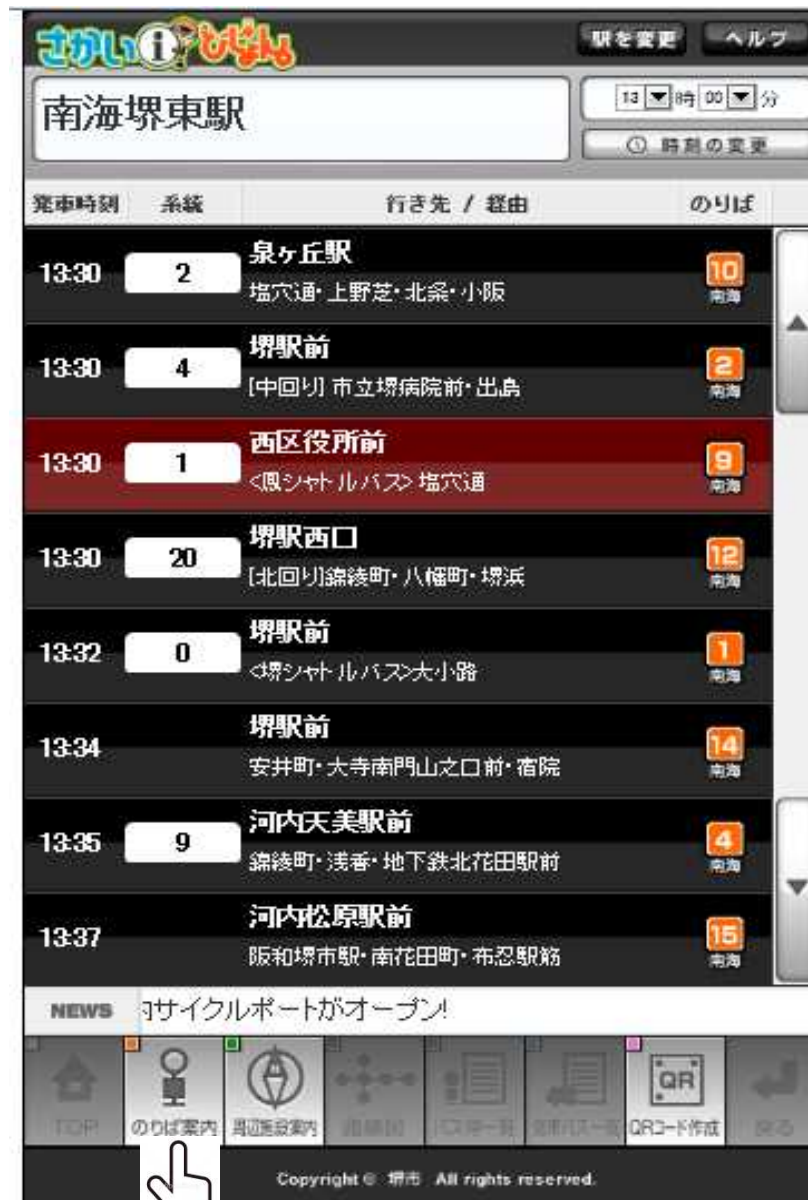 さかい i びじょん
駅を変更 ヘルプ
南海堺東駅
13 時 00 分
時刻の変更
発車時刻 系統 行き先 / 経由 のりば
泉ヶ丘駅
13:30 2 10
塩穴通・上野芝・北条・小阪 南海
堺駅前
13:30 4 2
[中回り] 市立堺病院前・出島 南海
西区役所前
13:30 1 9
<鳳シャトルバス> 塩穴通 南海
堺駅西口
13:30 20 12
[北回り]錦綾町・八幡町・堺浜 南海
堺駅前
13:32 0 1
<堺シャトルバス>大小路 南海
堺駅前
13:34 14
安井町・大寺南門山之口前・宿院 南海
河内天美駅前
13:35 9 4
錦綾町・浅香・地下鉄北花田駅前 南海
河内松原駅前
13:37 15
阪和堺市駅・南花田町・布忍駅筋 南海
NEWS サイクルポートがオープン!
QR
TOP のりば案内 周辺施設案内 路線図 QRコード作成 戻る
Copyright © 堺市 All rights reserved.